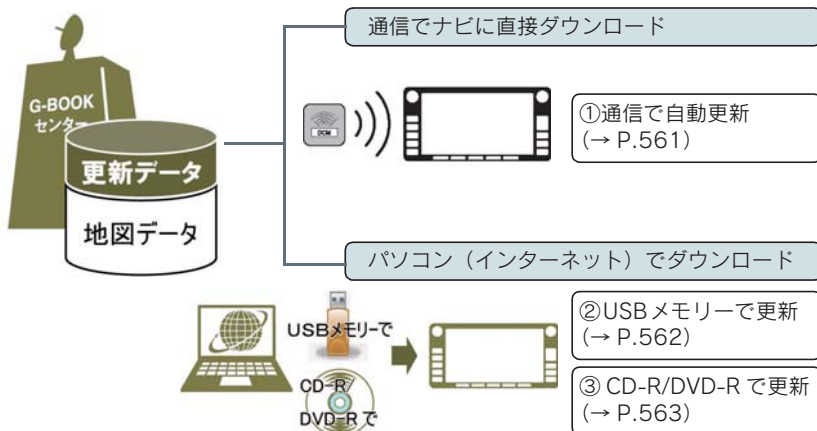 通信でナビに直接ダウンロード
G-BOOK
センター
DCM
①通信で自動更新
(→ P.561)
更新データ
地図データ
パソコン（インターネット）でダウンロード
USBメモリーで
②USBメモリーで更新
(→ P.562)
CD-R/
DVD-Rで
③ CD-R/DVD-R で更新
(→ P.563)